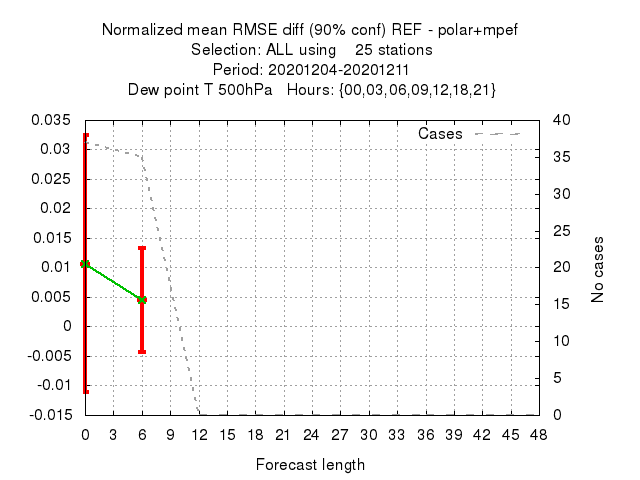 Normalized mean RMSE diff (90% conf) REF - polar+mpef
Selection: ALL using    25 stations
Period: 20201204-20201211
Dew point T 500hPa   Hours: {00,03,06,09,12,18,21}
Cases
0.035
0.03
0.025
0.02
0.015
0.01
0.005
0
-0.005
-0.01
-0.015
40
35
30
25
20
15
10
5
0
No cases
0 3 6 9 12 15 18 21 24 27 30 33 36 39 42 45 48
Forecast length